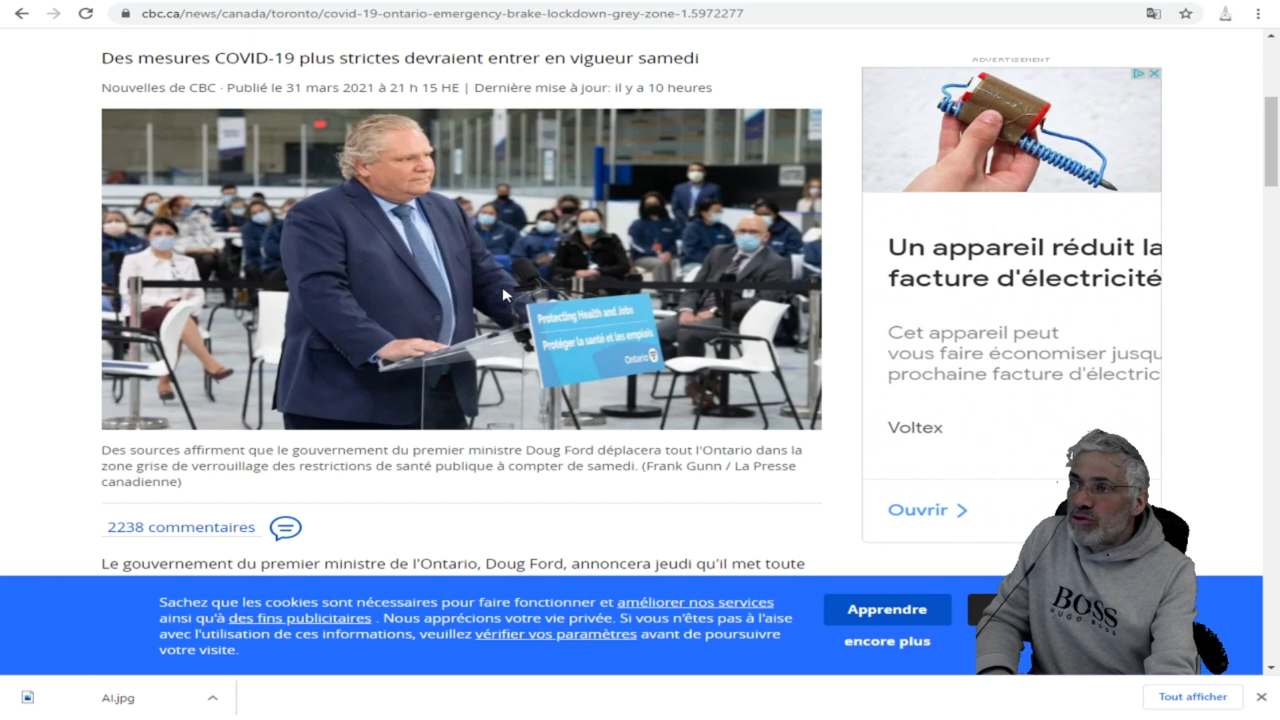 cbc.ca/news/canada/toronto/covid-19-ontario-emergency-brake-lockdown-grey-zone-1.5972277
Des mesures COVID-19 plus strictes devraient entrer en vigueur samedi
Nouvelles de CBC · Publié le 31 mars 2021 à 21 h 15 HE | Dernière mise à jour: il y a 10 heures
Protecting Health and Jobs
Protéger la santé et les emplois
Ontario
Des sources affirment que le gouvernement du premier ministre Doug Ford déplacera tout l'Ontario dans la
zone grise de verrouillage des restrictions de santé publique à compter de samedi. (Frank Gunn / La Presse
canadienne)
2238 commentaires
Le gouvernement du premier ministre de l'Ontario, Doug Ford, annoncera jeudi qu'il met toute
ADVERTISEMENT
Un appareil réduit la
facture d'électricité
Cet appareil peut
vous faire économiser jusqu
prochaine facture d'électric
Voltex
Ouvrir
BOSS
HUGO BOSS
Sachez que les cookies sont nécessaires pour faire fonctionner et améliorer nos services
ainsi qu'à des fins publicitaires . Nous apprécions votre vie privée. Si vous n'êtes pas à l'aise
avec l'utilisation de ces informations, veuillez vérifier vos paramètres avant de poursuivre
votre visite.
Apprendre
encore plus
AI.jpg
Tout afficher